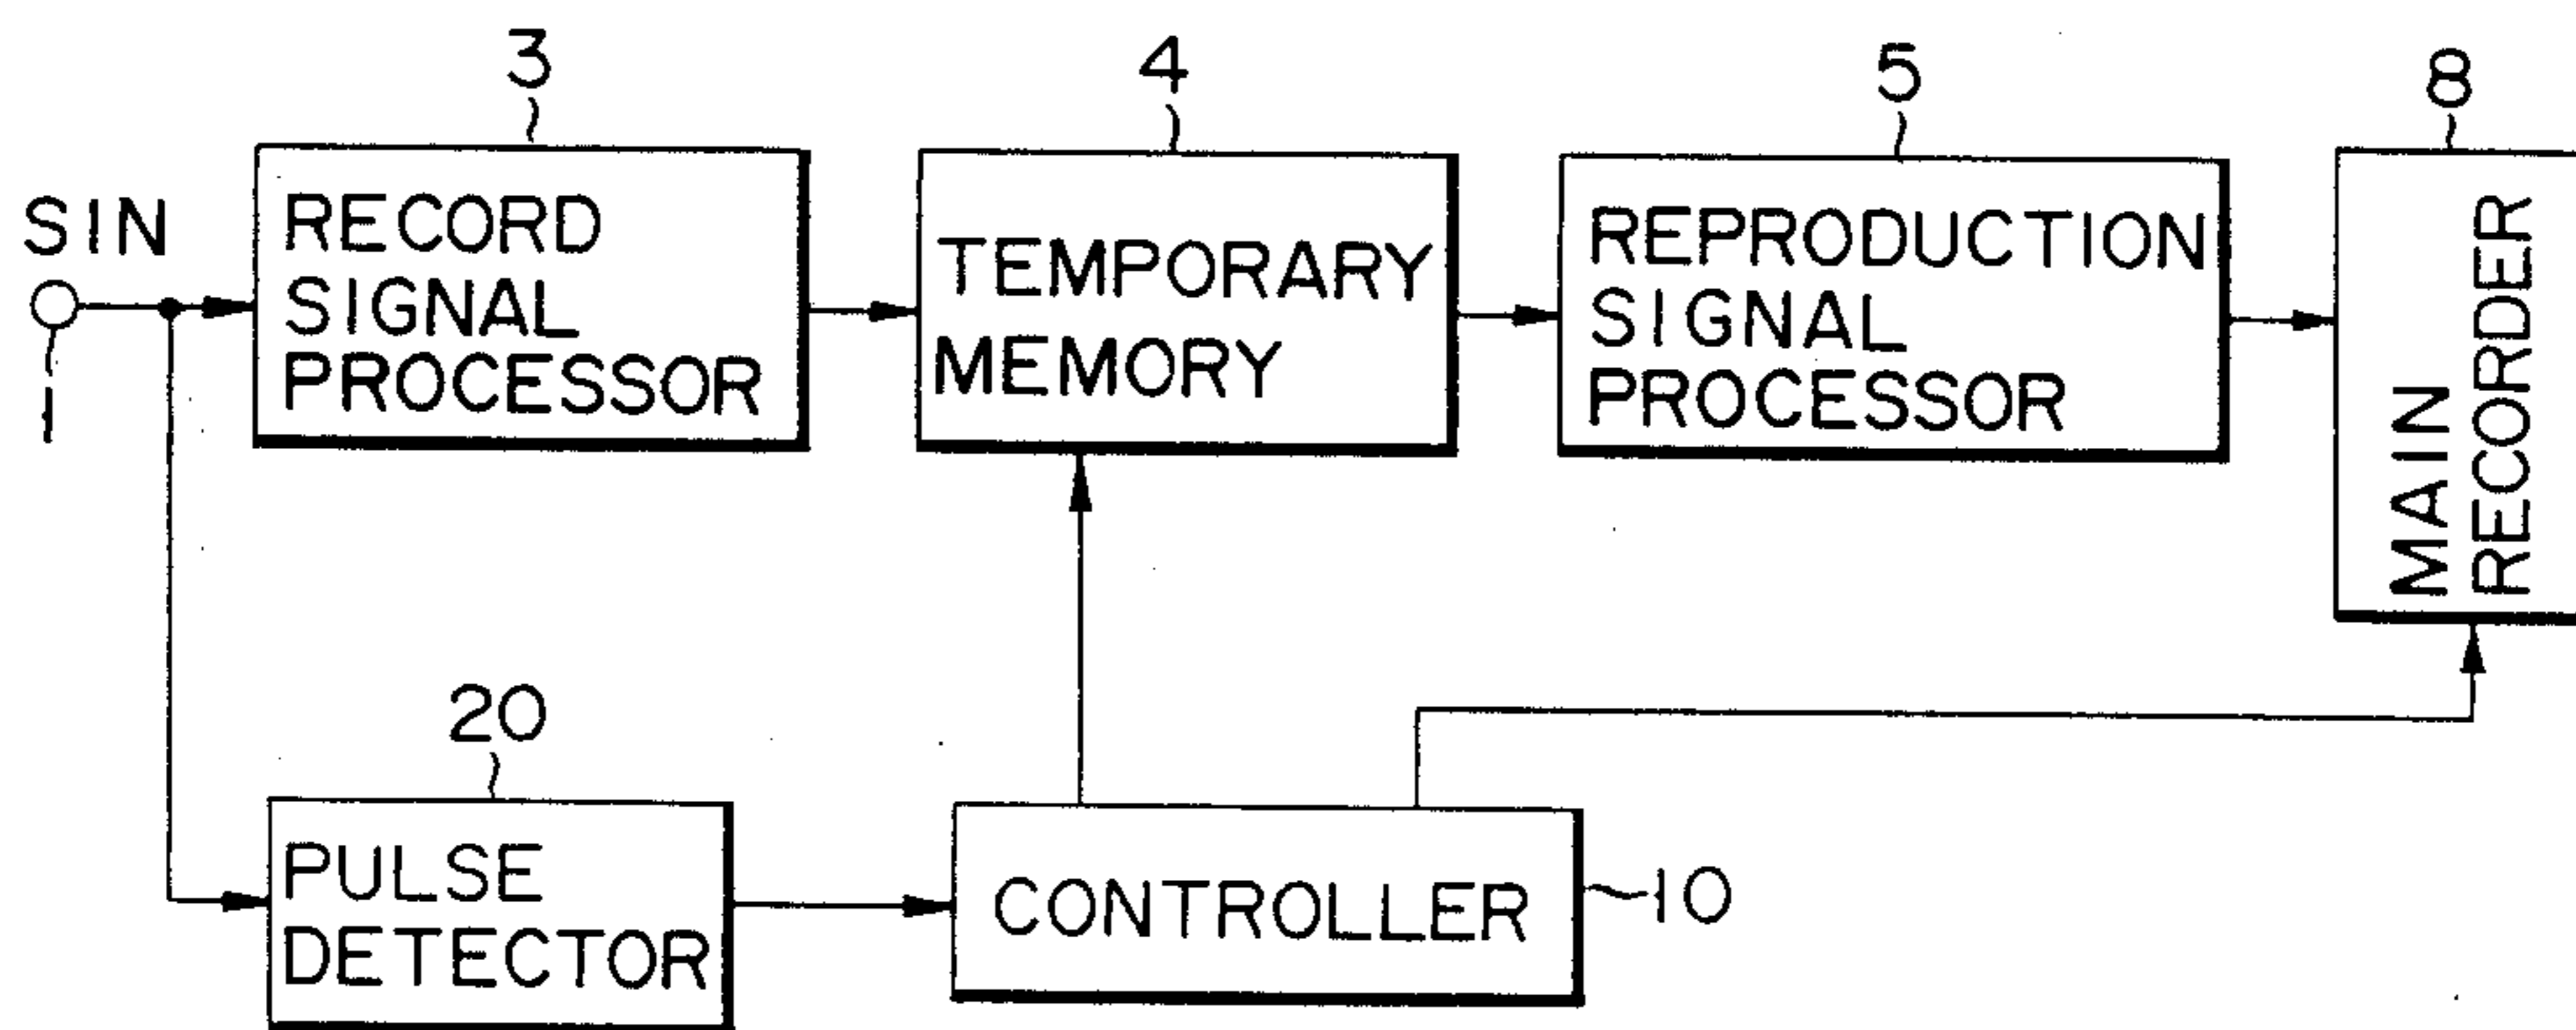 3
4
5
8
SIN
1
RECORD
SIGNAL
PROCESSOR
TEMPORARY
MEMORY
REPRODUCTION
SIGNAL
PROCESSOR
MAIN
RECORDER
20
PULSE
DETECTOR
CONTROLLER
10